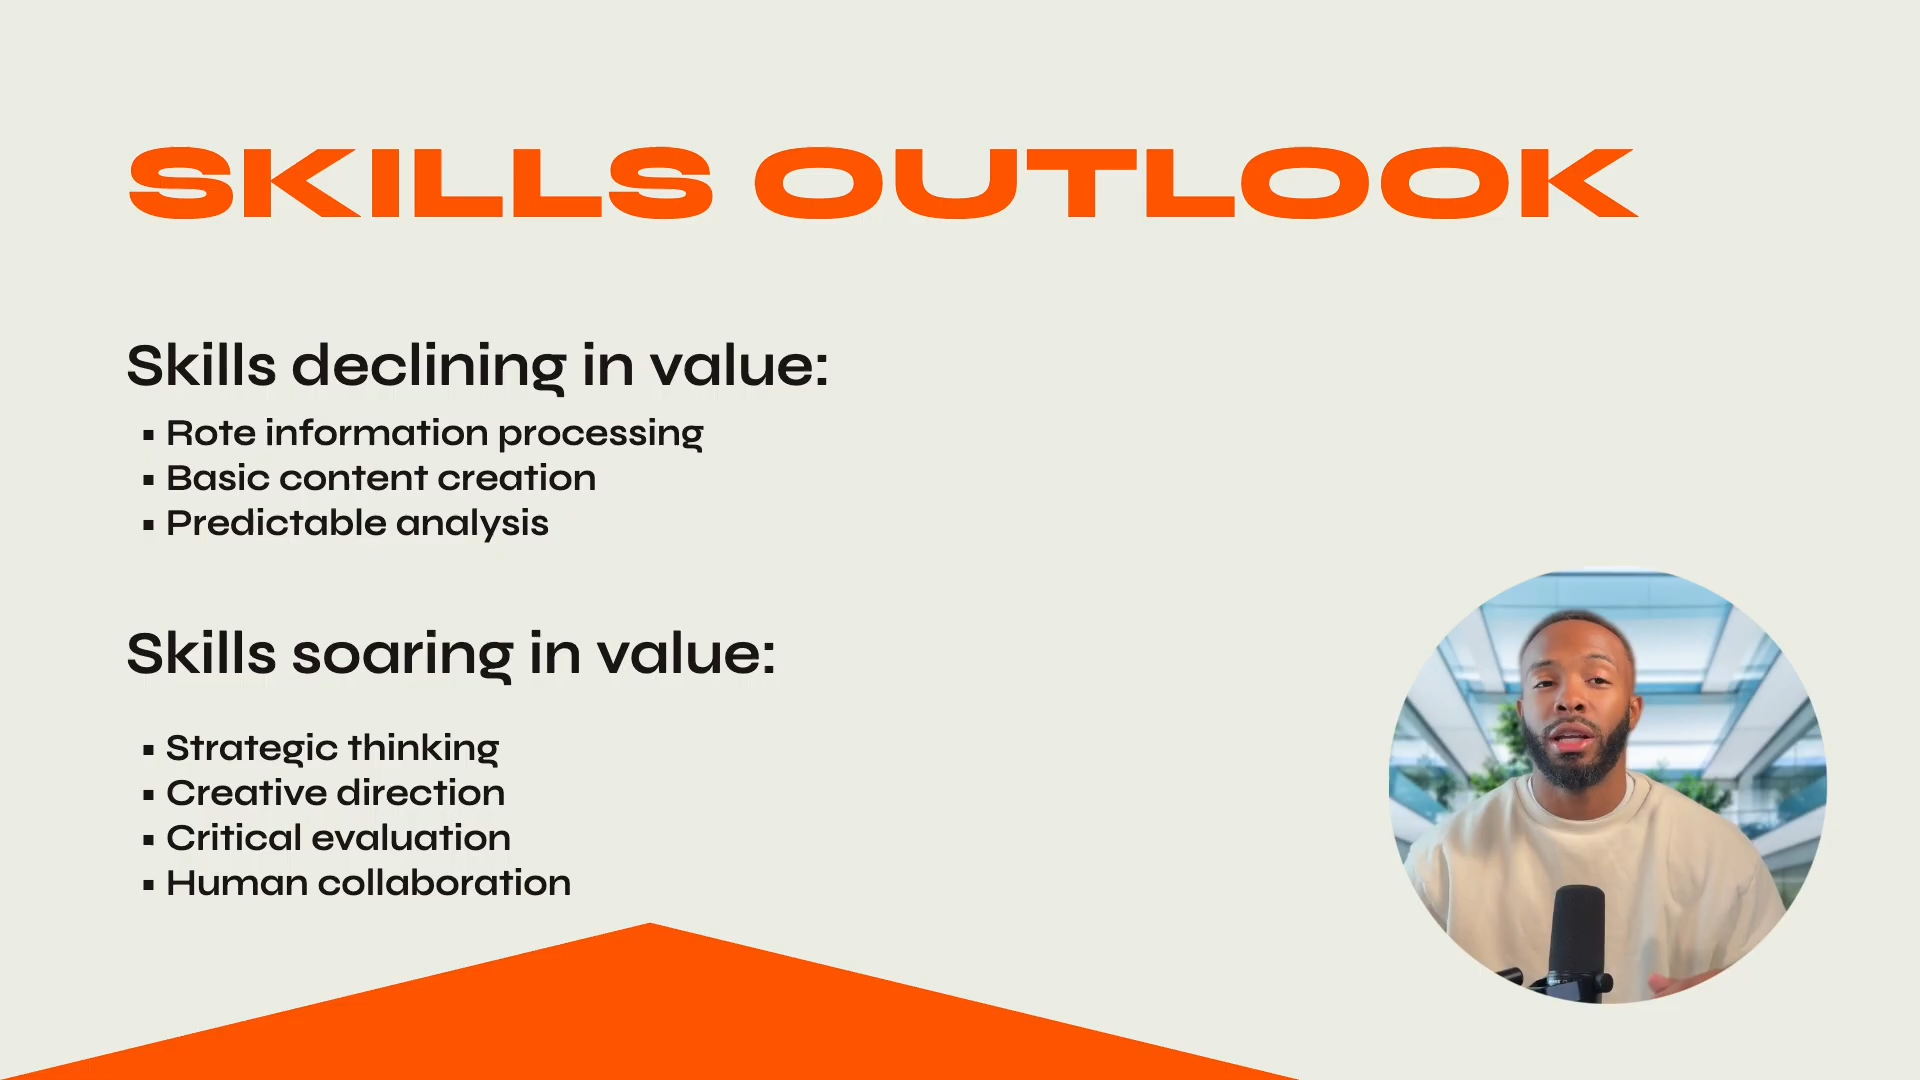 SKILLS OUTLOOK
Skills declining in value:
▪ Rote information processing
▪ Basic content creation
▪ Predictable analysis
Skills soaring in value:
▪ Strategic thinking
▪ Creative direction
▪ Critical evaluation
▪ Human collaboration